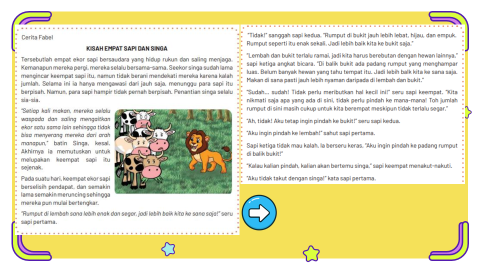 Cerita Fabel
KISAH EMPAT SAPI DAN SINGA
Tersebutlah empat ekor sapi bersaudara yang hidup rukun dan saling menjaga.
Kemanapun mereka pergi, mereka selalu bersama-sama. Seekor singa sudah lama
mengincar keempat sapi itu, namun tidak berani mendekati mereka karena kalah
jumlah. Selama ini ia hanya mengawasi dari jauh saja, menunggu para sapi itu
berpisah. Namun, para sapi hampir tidak pernah berpisah. Penantian singa selalu
sia-sia.
"Setiap kali makan, mereka selalu
waspada dan saling mengaitkan
ekor satu sama lain sehingga tidak
bisa menyerang mereka dari arah
manapun," batin Singa, kesal.
Akhirnya ia memutuskan untuk
melupakan keempat sapi itu
sejenak.
Pada suatu hari, keempat ekor sapi
berselisih pendapat, dan semakin
lama semakin meruncing sehingga
mereka pun mulai bertengkar.
"Rumput di lembah sana lebih enak dan segar, jadi lebih baik kita ke sana saja!" seru
sapi pertama.
"Tidak!" sanggah sapi kedua. "Rumput di bukit jauh lebih lebat, hijau, dan empuk.
Rumput seperti itu enak sekali. Jadi lebih baik kita ke bukit saja."
"Lembah dan bukit terlalu ramai, jadi kita harus berebutan dengan hewan lainnya,"
sapi ketiga angkat bicara. "Di balik bukit ada padang rumput yang menghampar
luas. Belum banyak hewan yang tahu tempat itu. Jadi lebih baik kita ke sana saja.
Makan di sana pasti jauh lebih nyaman daripada di lembah dan bukit."
"Sudah... sudah! Tidak perlu meributkan hal kecil ini!" seru sapi keempat. "Kita
nikmati saja apa yang ada di sini, tidak perlu pindah ke mana-mana! Toh jumlah
rumput di sini masih cukup untuk kita berempat meskipun tidak terlalu segar."
"Ah, tidak! Aku tetap ingin pindah ke bukit!" seru sapi kedua.
"Aku ingin pindah ke lembah!" sahut sapi pertama.
Sapi ketiga tidak mau kalah. Ia berseru keras. "Aku ingin pindah ke padang rumput
di balik bukit!"
"Kalau kalian pindah, kalian akan bertemu singa," sapi keempat menakut-nakuti.
"Aku tidak takut dengan singa!" kata sapi pertama.